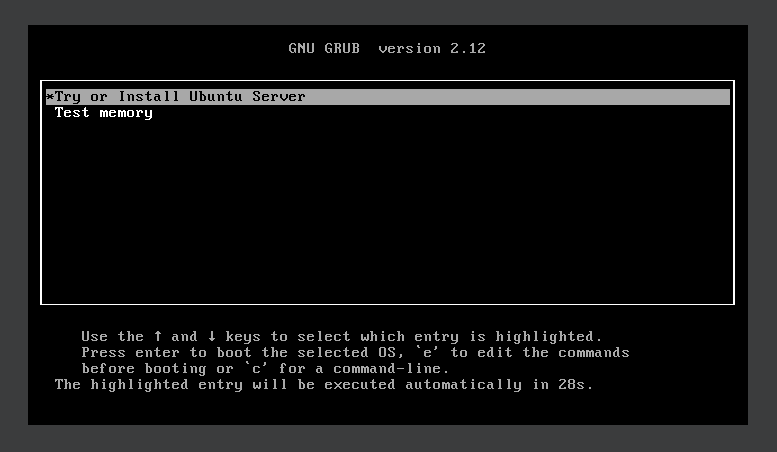 GNU GRUB  version 2.12
*Try or Install Ubuntu Server
Test memory
Use the ↑ and ↓ keys to select which entry is highlighted.
Press enter to boot the selected OS, `e' to edit the commands
before booting or `c' for a command-line.
The highlighted entry will be executed automatically in 28s.